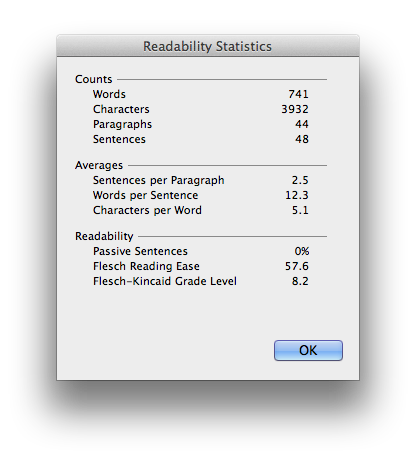 Readability Statistics
Counts
Words 741
Characters 3932
Paragraphs 44
Sentences 48
Averages
Sentences per Paragraph 2.5
Words per Sentence 12.3
Characters per Word 5.1
Readability
Passive Sentences 0%
Flesch Reading Ease 57.6
Flesch-Kincaid Grade Level 8.2
OK